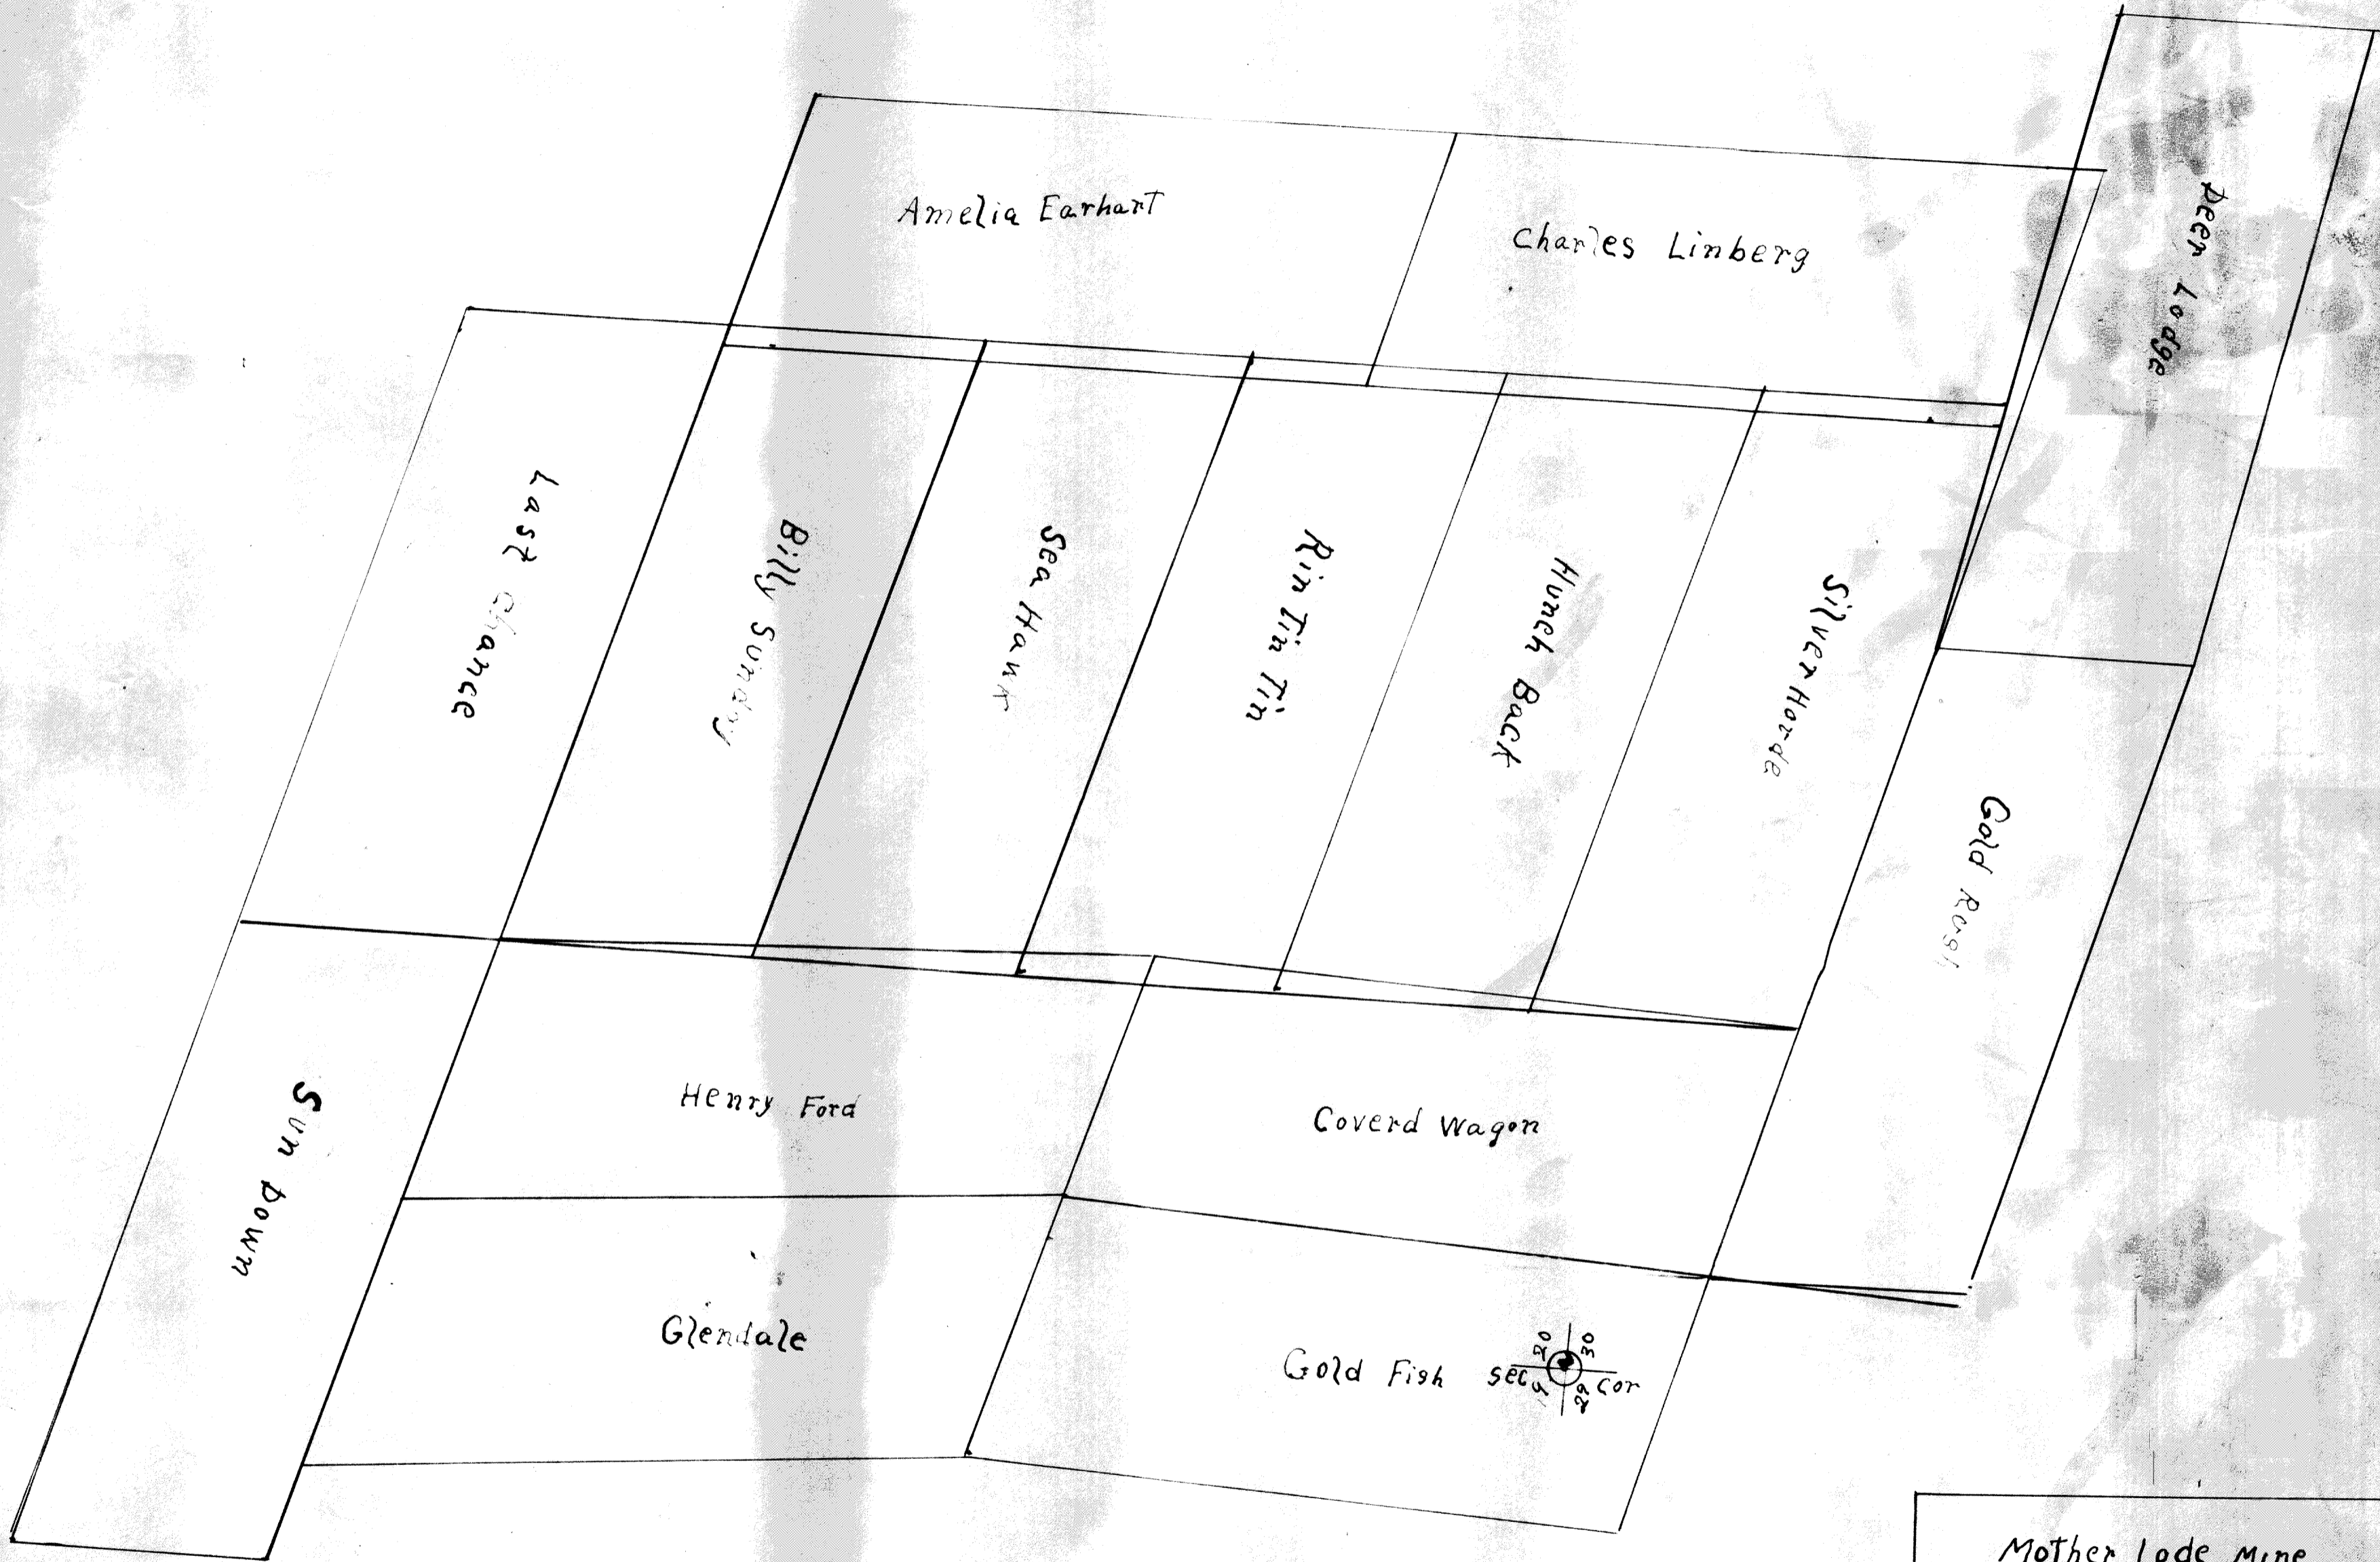 Amelia Earhart
Charles Linberg
Deer Lodge
Last Chance
Billy Sunday
Sea Hawk
Rin Tin Tin
Hunch Back
Silver Horde
Gold Rush
Sun Down
Henry Ford
Coverd Wagon
Glendale
Gold Fish
20 30
Sec Cor
19 29
Mother Lode Mine